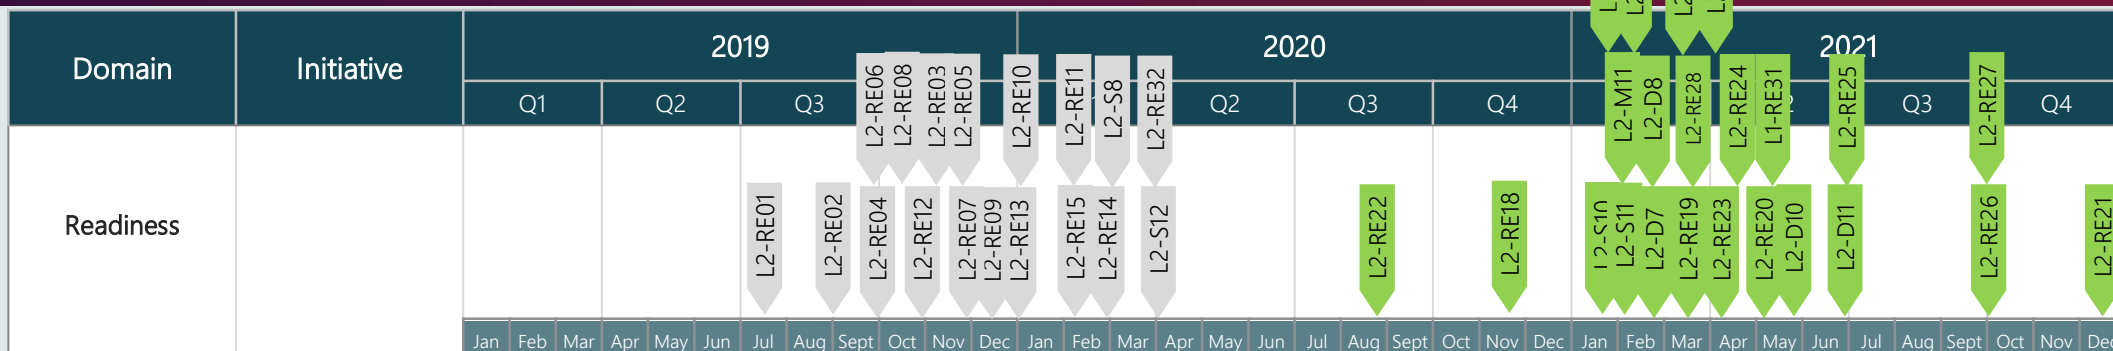 Domain
Initiative
2019
2020
2021
Q1
Q2
Q3
Q2
Q3
Q4
Q3
Q4
L2-RE06
L2-RE08
L2-RE03
L2-RE05
L2-RE10
L2-RE11
L2-S8
L2-RE32
L2-M11
L2-D8
L2-RE28
L2-RE24
L1-RE31
L2-RE25
L2-RE27
Readiness
L2-RE01
L2-RE02
L2-RE04
L2-RE12
L2-RE07
L2-RE09
L2-RE13
L2-RE15
L2-RE14
L2-S12
L2-RE22
L2-RE18
L2-S10
L2-S11
L2-D7
L2-RE19
L2-RE23
L2-RE20
L2-D10
L2-D11
L2-RE26
L2-RE21
Jan Feb Mar Apr May Jun Jul Aug Sept Oct Nov Dec Jan Feb Mar Apr May Jun Jul Aug Sept Oct Nov Dec Jan Feb Mar Apr May Jun Jul Aug Sept Oct Nov Dec